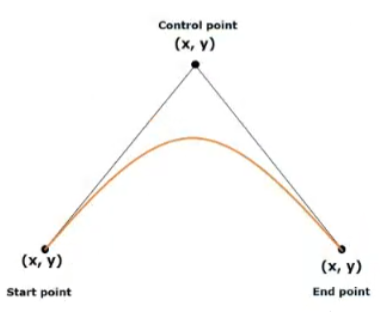 Control point
(x, y)
(x, y)
Start point
(x, y)
End point